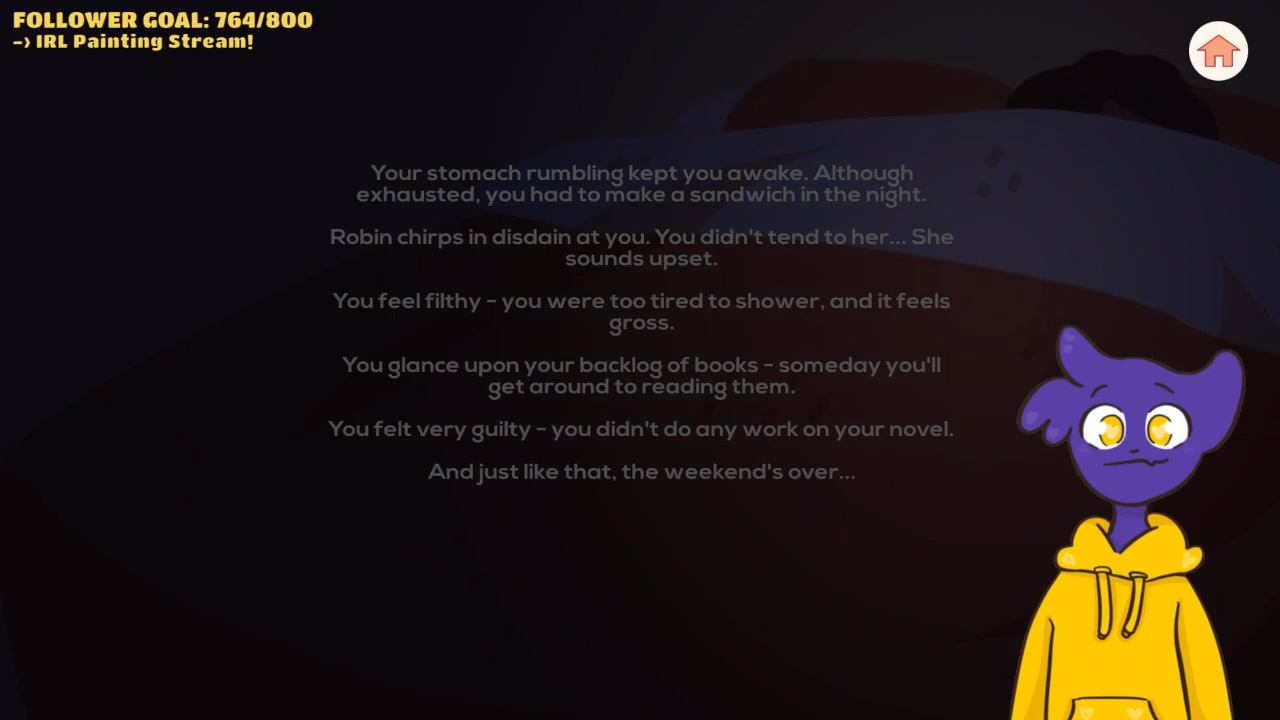 FOLLOWER GOAL: 764/800
-> IRL Painting Stream!
Your stomach rumbling kept you awake. Although
exhausted, you had to make a sandwich in the night.
Robin chirps in disdain at you. You didn't tend to her... She
sounds upset.
You feel filthy - you were too tired to shower, and it feels
gross.
You glance upon your backlog of books - someday you'll
get around to reading them.
You felt very guilty - you didn't do any work on your novel.
And just like that, the weekend's over...